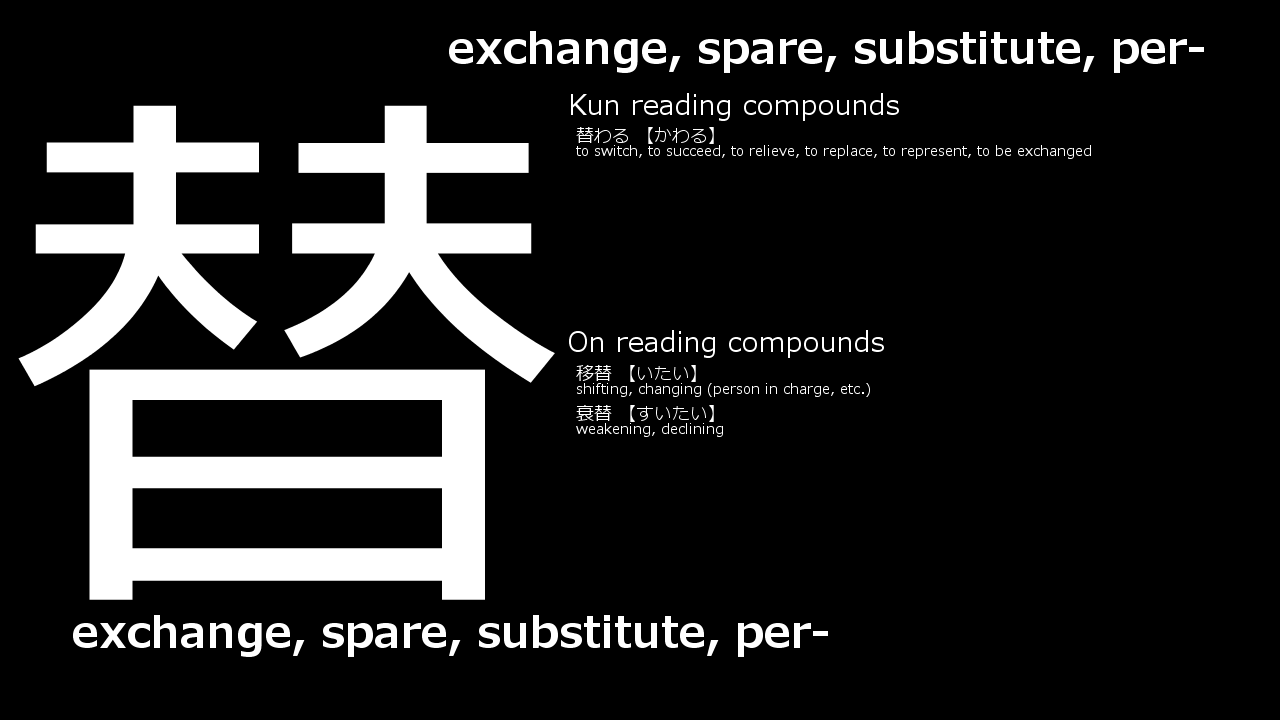 exchange, spare, substitute, per-
替
Kun reading compounds
替わる 【かわる】
to switch, to succeed, to relieve, to replace, to represent, to be exchanged
On reading compounds
移替 【いたい】
shifting, changing (person in charge, etc.)
衰替 【すいたい】
weakening, declining
exchange, spare, substitute, per-